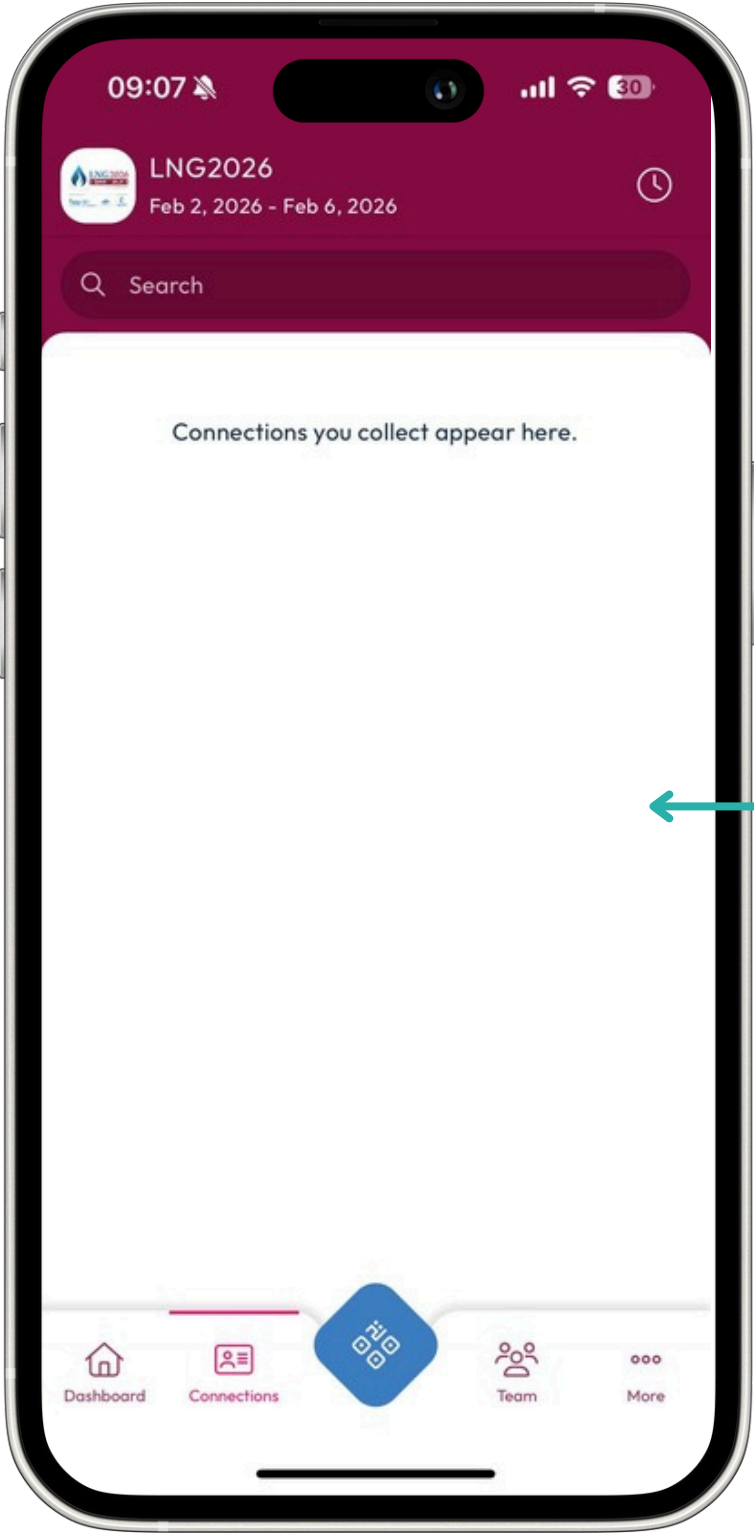 09:07
30
LNG2026
LNG2026
Feb 2, 2026 - Feb 6, 2026
Search
Connections you collect appear here.
Dashboard
Connections
Team
More